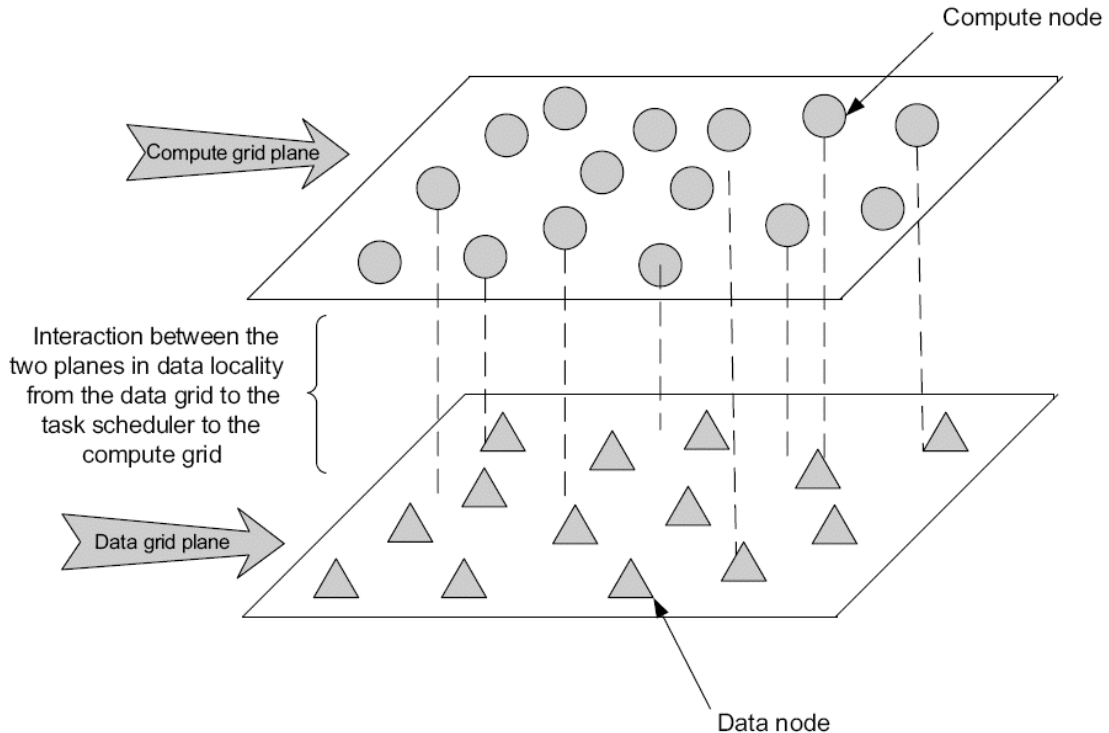 Compute node
Compute grid plane
Interaction between the
two planes in data locality
from the data grid to the
task scheduler to the
compute grid
Data grid plane
Data node